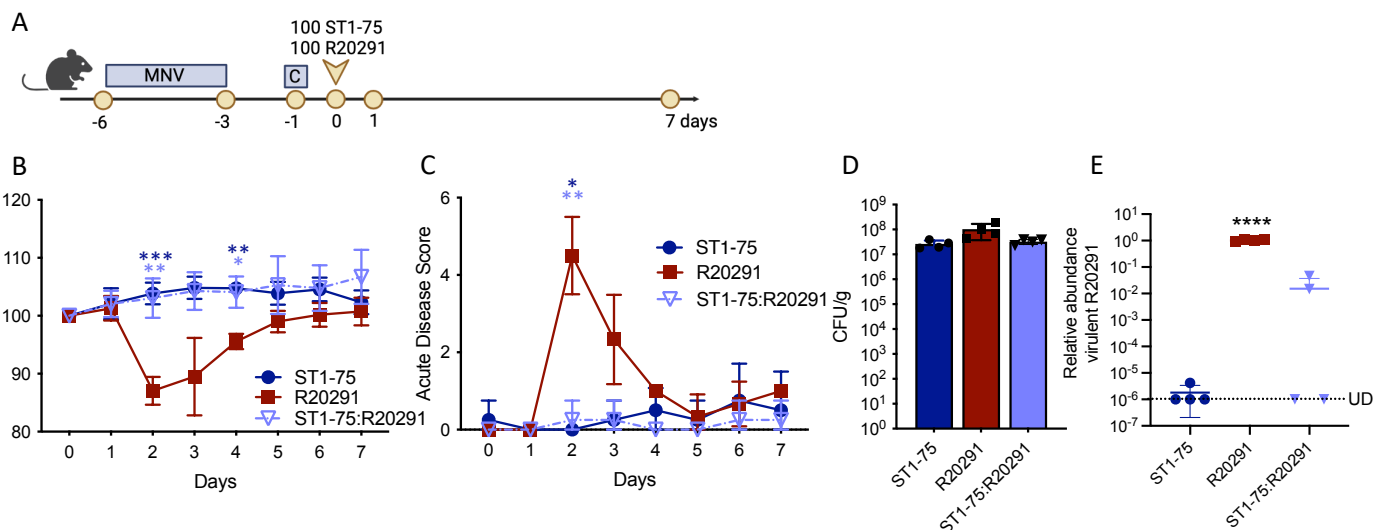 A
100 ST1-75
100 R20291
MNV
C
-6
-3
-1
0
1
7 days
B
120
100
90
80
***
**
**
*
ST1-75
R20291
ST1-75:R20291
0
1
2
3
4
5
6
7
Days
C
Acute Disease Score
6
4
2
0
*
**
ST1-75
R20291
ST1-75:R20291
0
1
2
3
4
5
6
7
Days
D
CFU/g
10⁹
10⁸
10⁷
10⁶
10⁵
10⁴
10³
10²
10¹
10⁰
ST1-75
R20291
ST1-75:R20291
E
Relative abundance
virulent R20291
10¹
10⁰
10⁻¹
10⁻²
10⁻³
10⁻⁴
10⁻⁵
10⁻⁶
10⁻⁷
****
UD
ST1-75
R20291
ST1-75:R20291